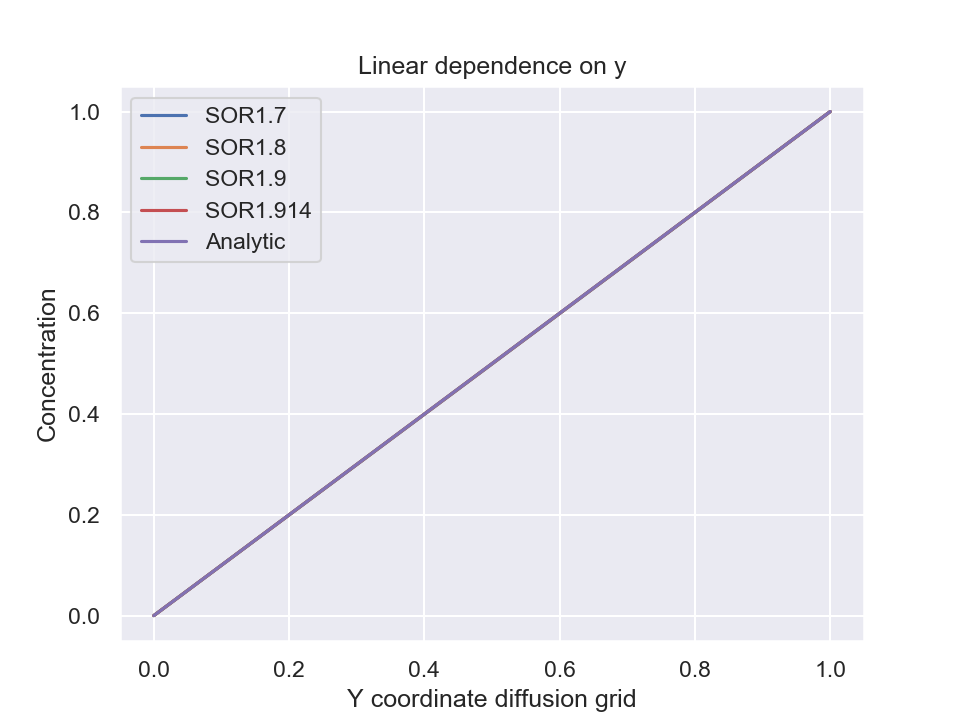 Linear dependence on y
SOR1.7
SOR1.8
SOR1.9
SOR1.914
Analytic
1.0
0.8
0.6
0.4
0.2
0.0
Concentration
0.0 0.2 0.4 0.6 0.8 1.0
Y coordinate diffusion grid